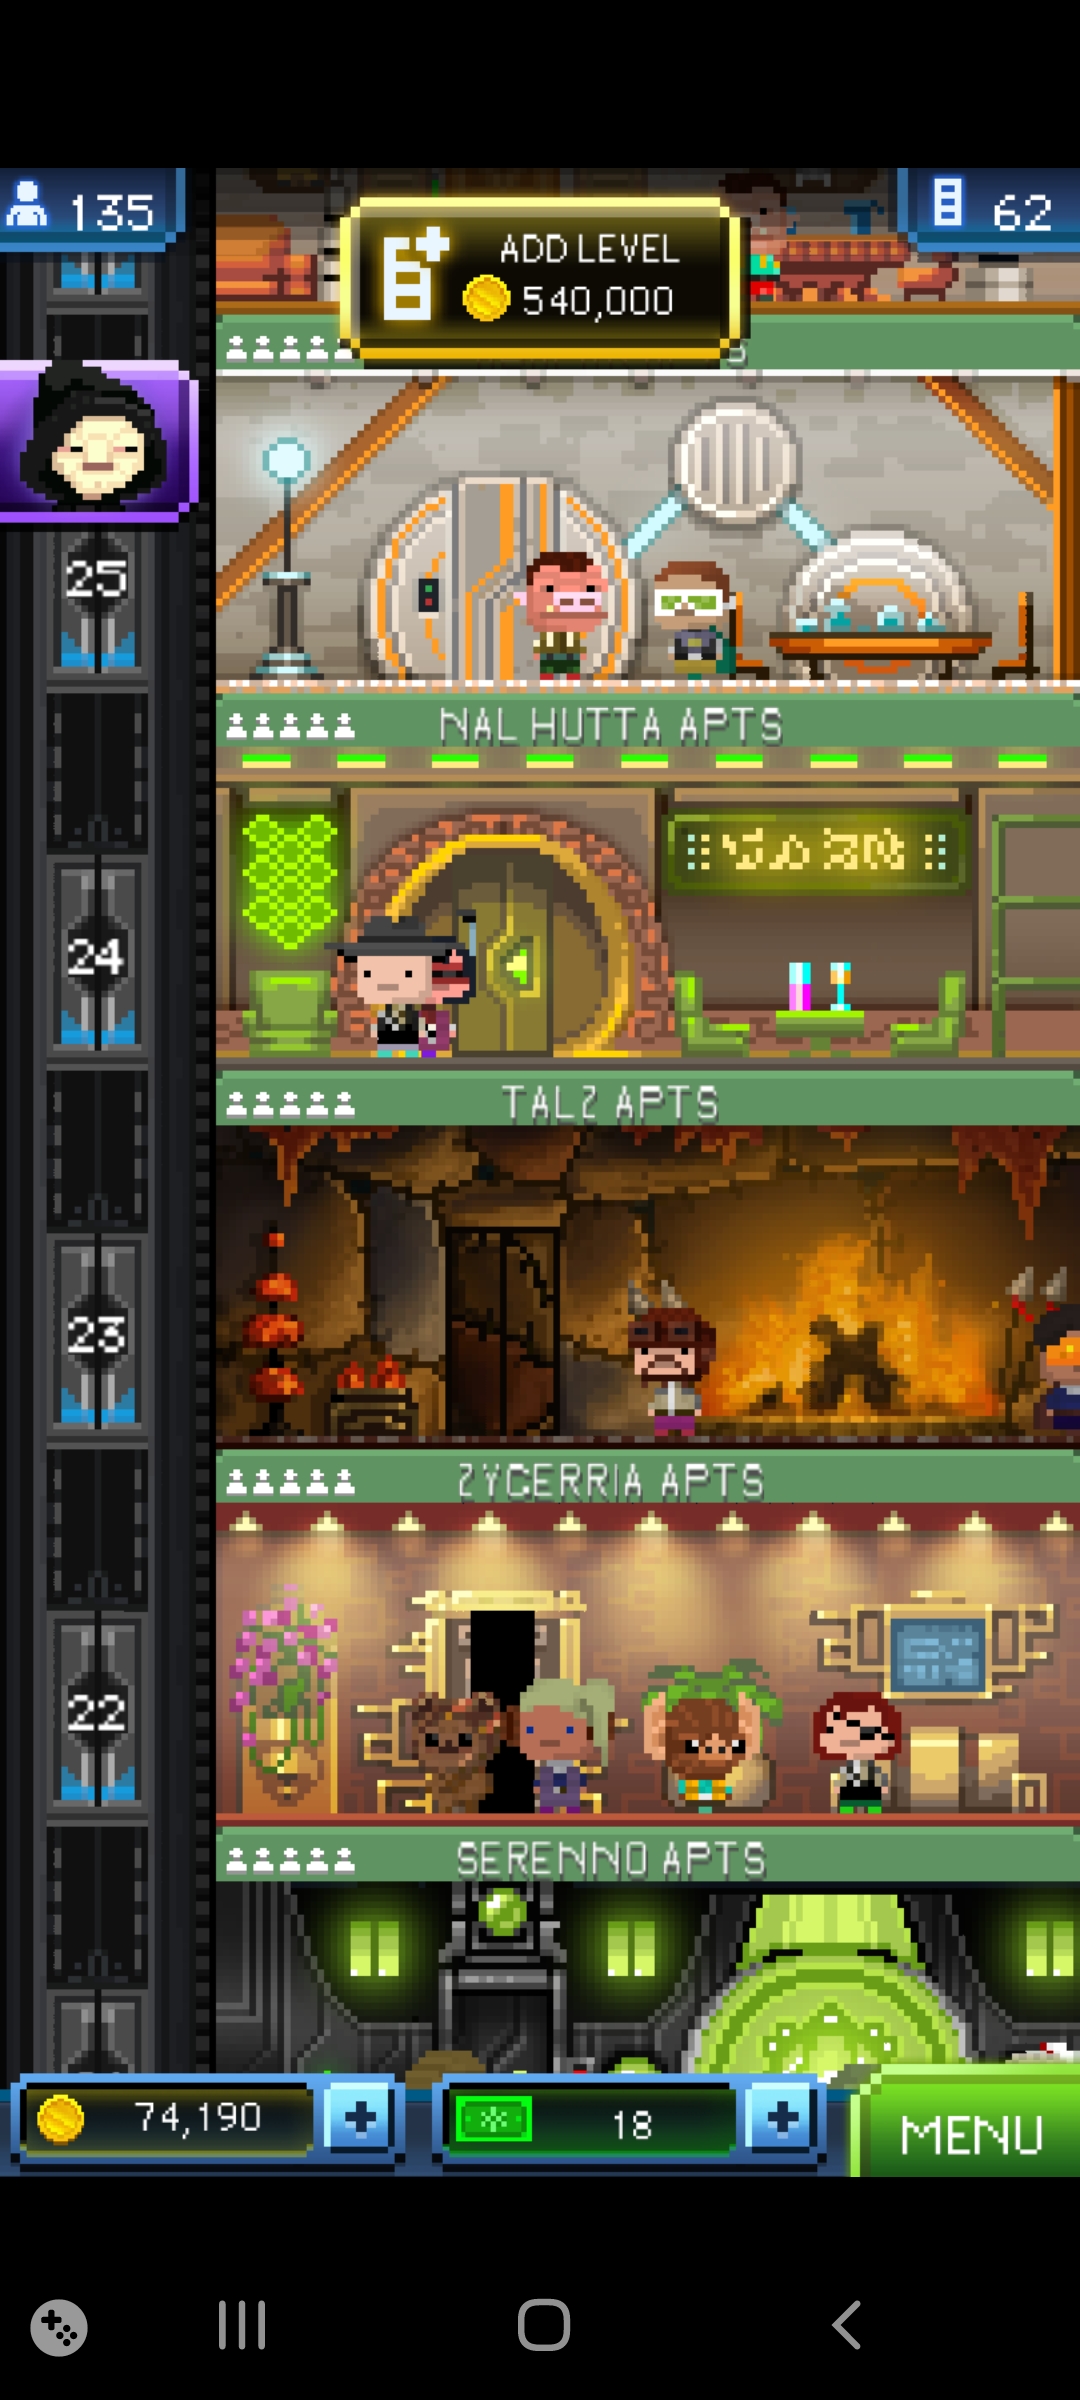 135
ADD LEVEL
540,000
62
25
NAL HUTTA APTS
24
TALZ APTS
23
ZYGERRIA APTS
22
SERENNO APTS
74,190
18
MENU